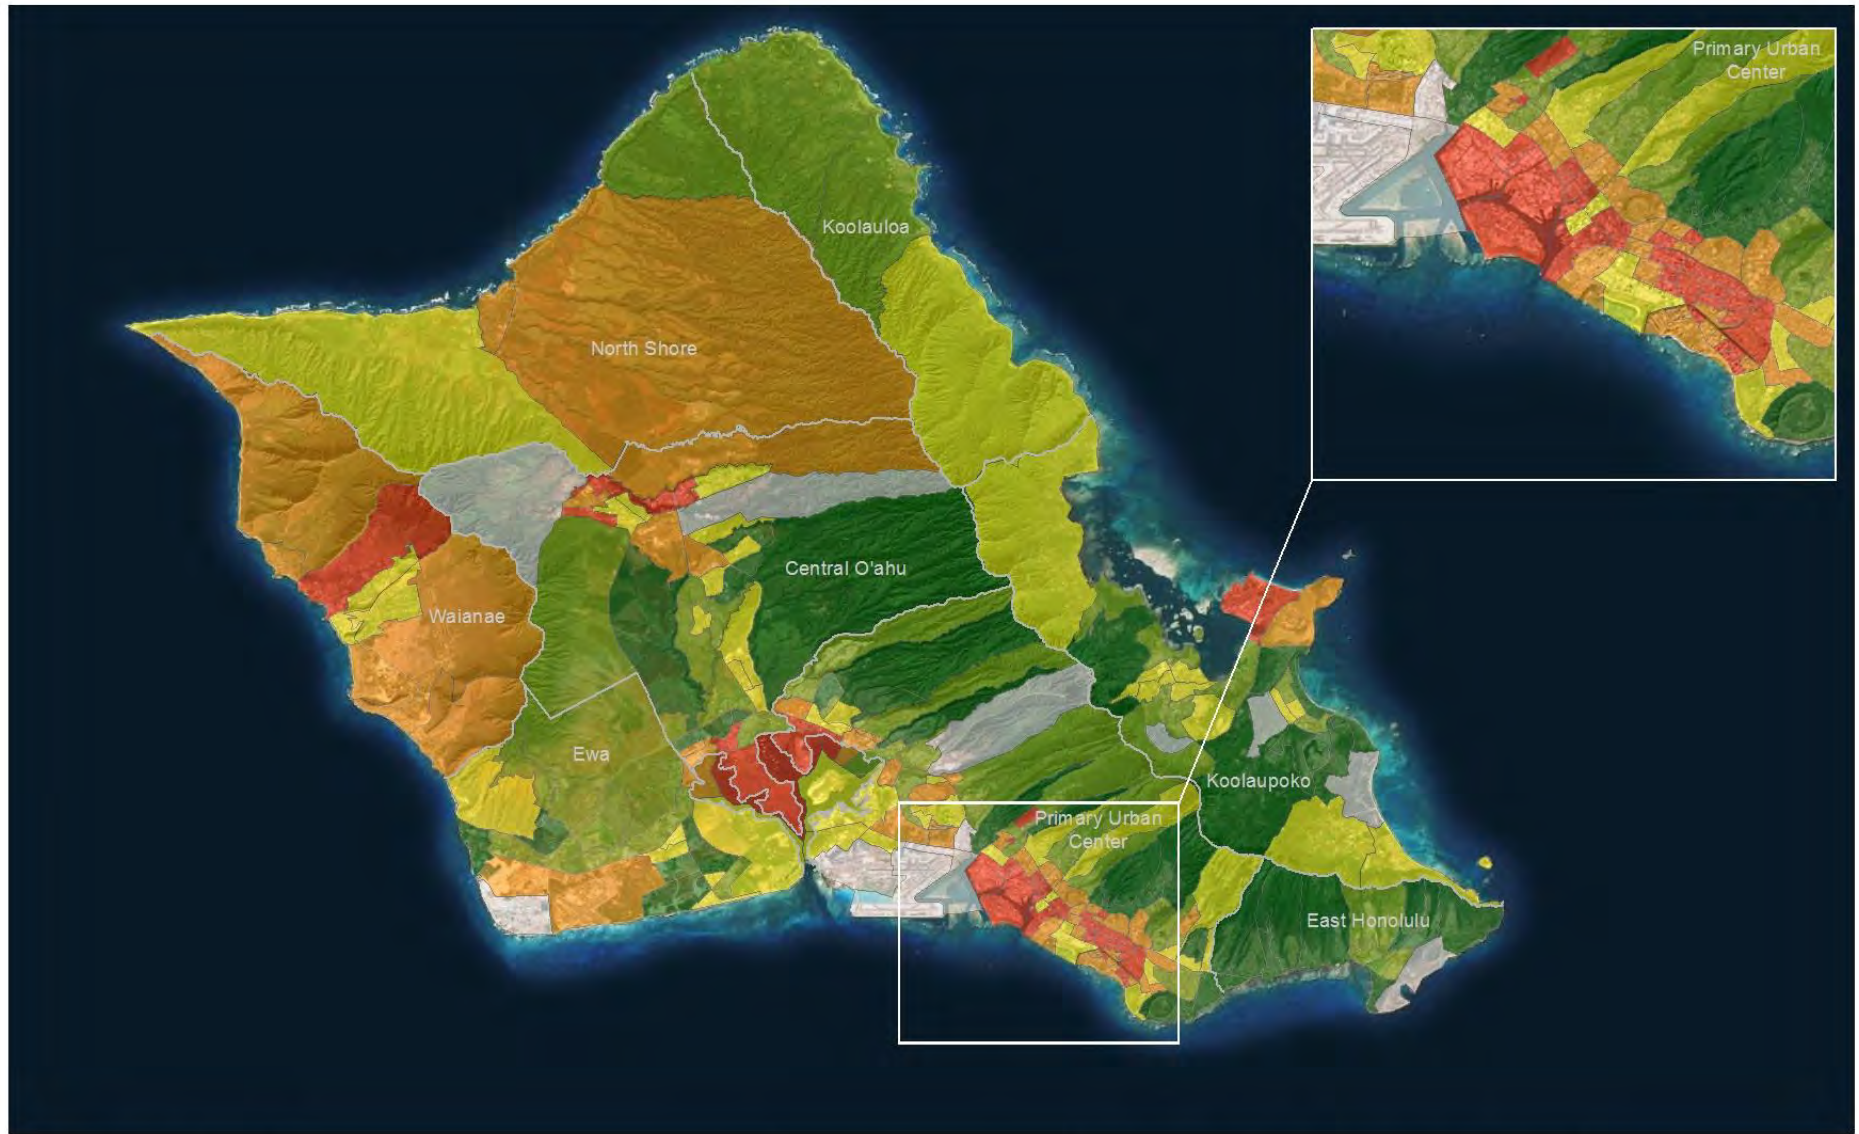 Primary Urban
Center
Koolauloa
North Shore
Central O'ahu
Waianae
Ewa
Koolaupoko
Primary Urban
Center
East Honolulu